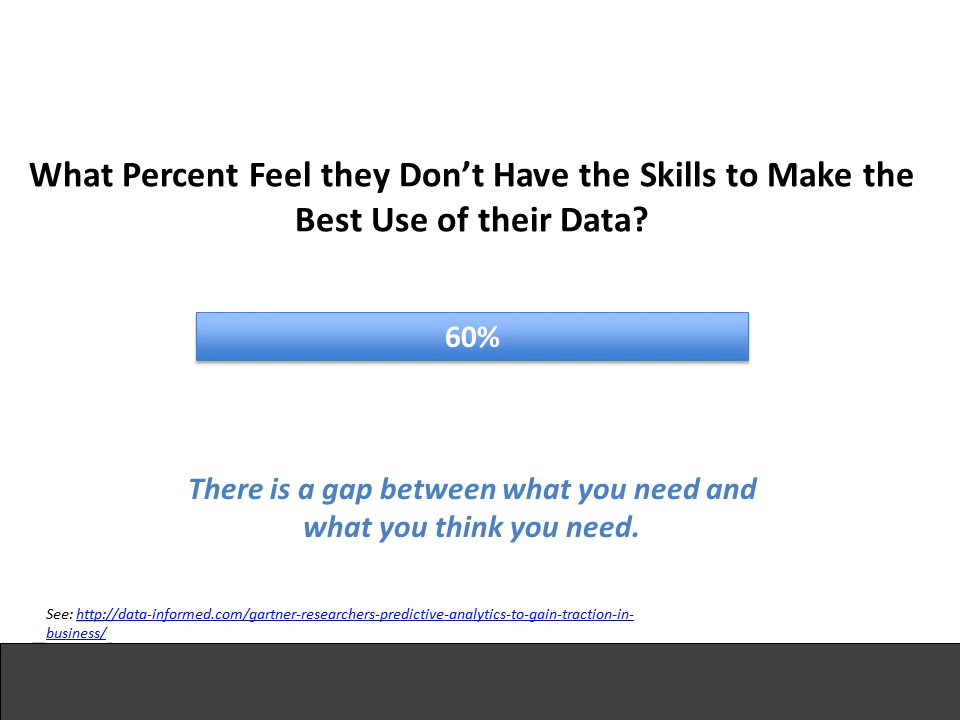 What Percent Feel they Don’t Have the Skills to Make the
Best Use of their Data?
60%
There is a gap between what you need and
what you think you need.
See: http://data-informed.com/gartner-researchers-predictive-analytics-to-gain-traction-in-
business/